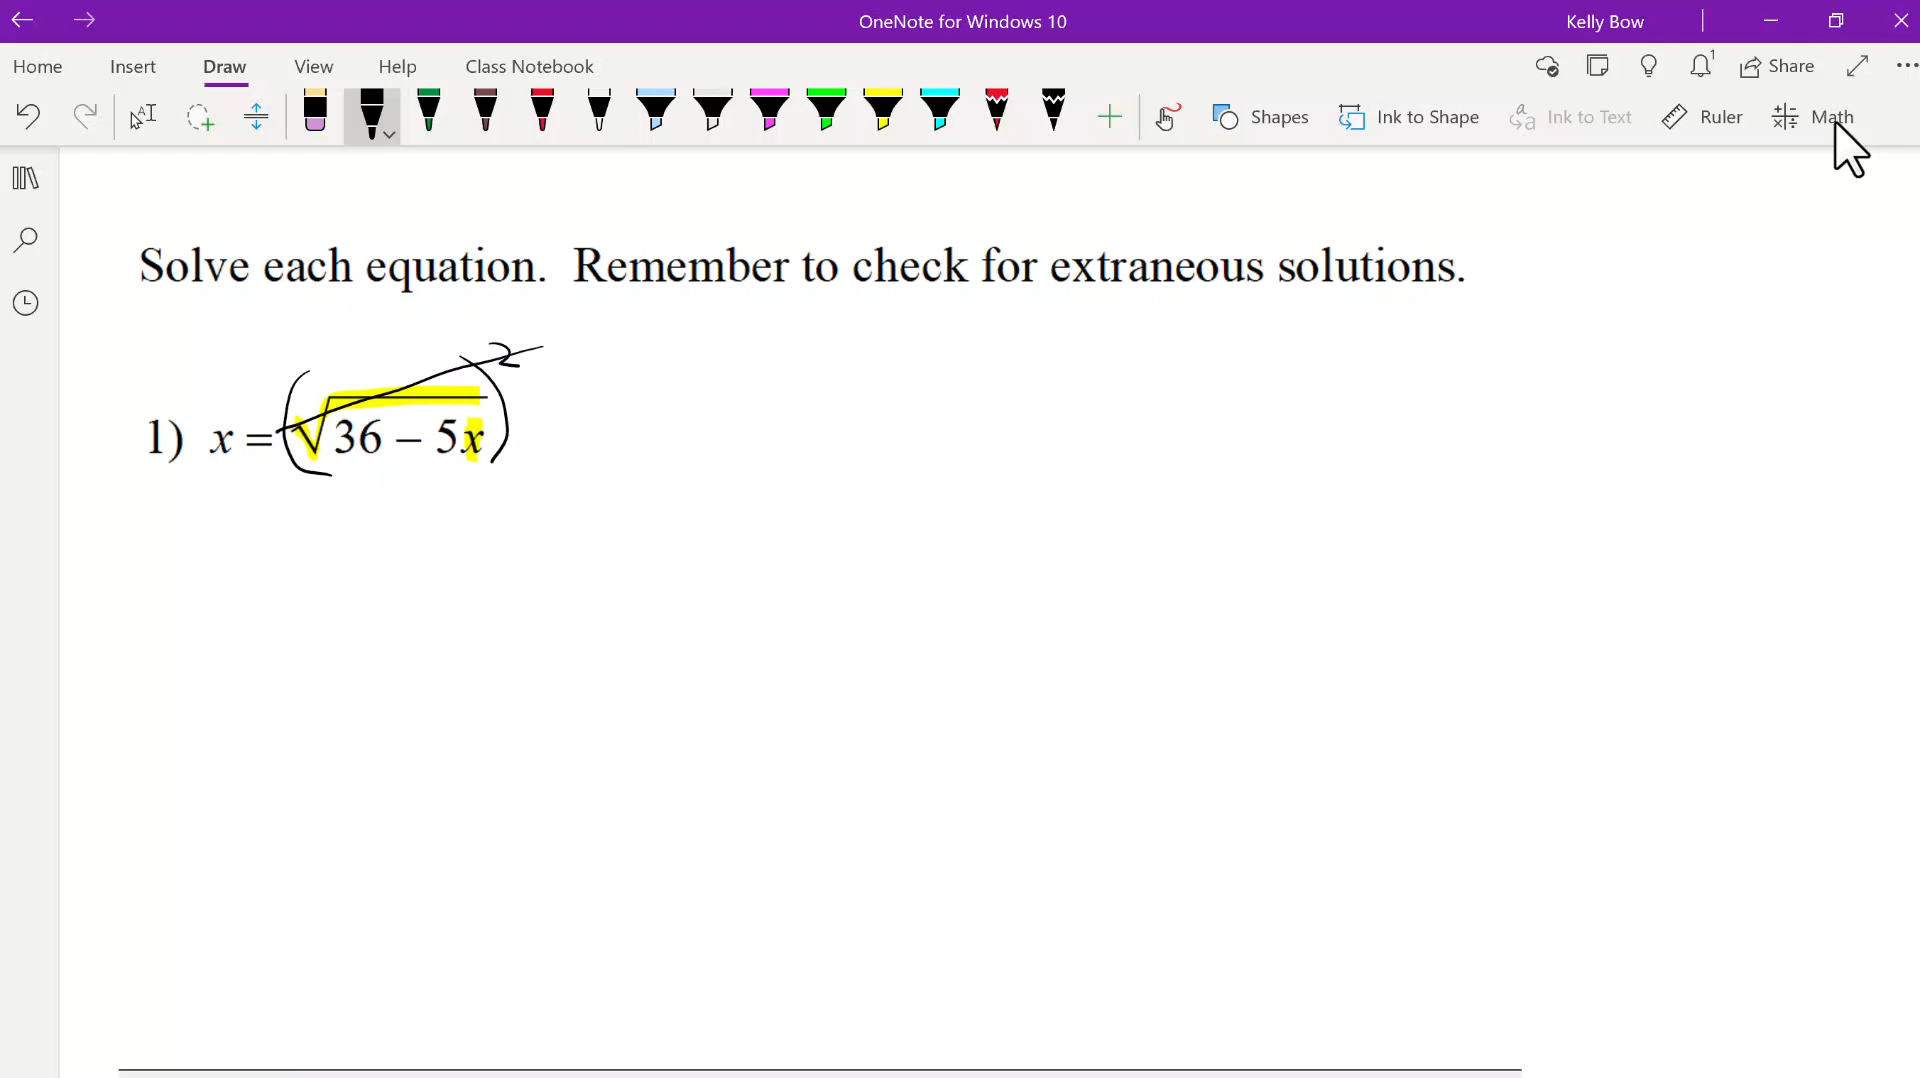 OneNote for Windows 10 Kelly Bow
Home Insert Draw View Help Class Notebook Share
Shapes Ink to Shape Ink to Text Ruler Math
Solve each equation. Remember to check for extraneous solutions.
1) x = (√36 – 5x)²